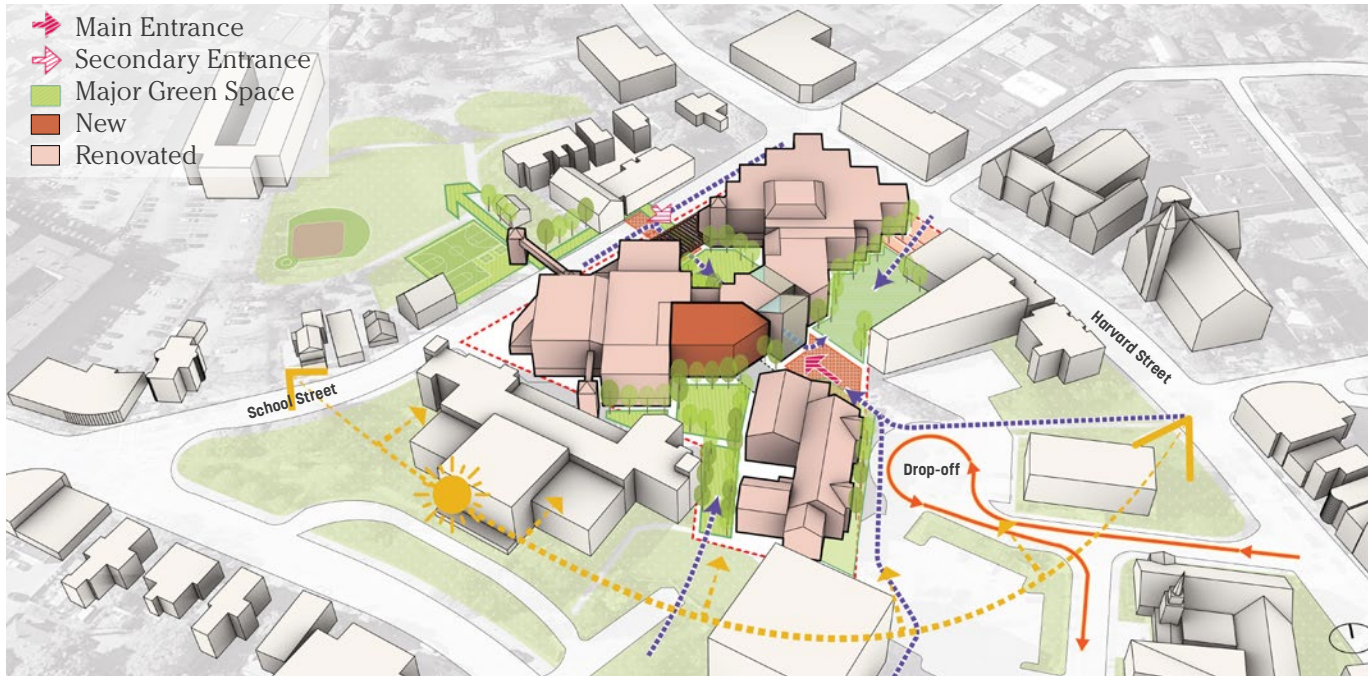 Main Entrance
Secondary Entrance
Major Green Space
New
Renovated
School Street
Harvard Street
Drop-off